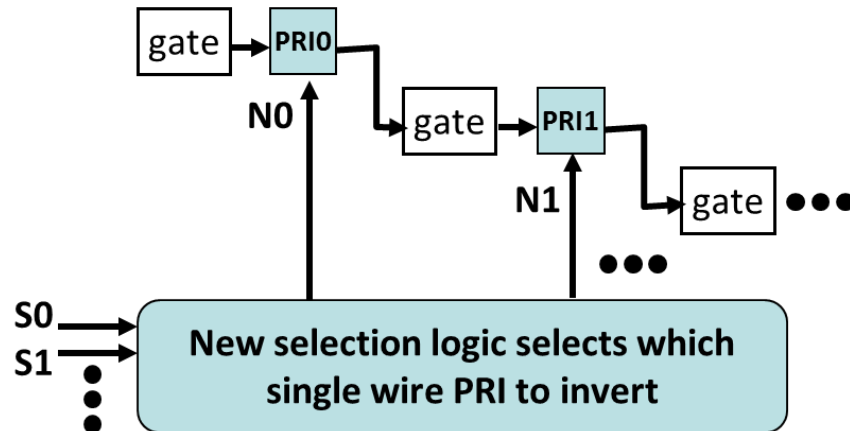 gate
PRI0
N0
gate
PRI1
N1
gate
S0
S1
New selection logic selects which
single wire PRI to invert